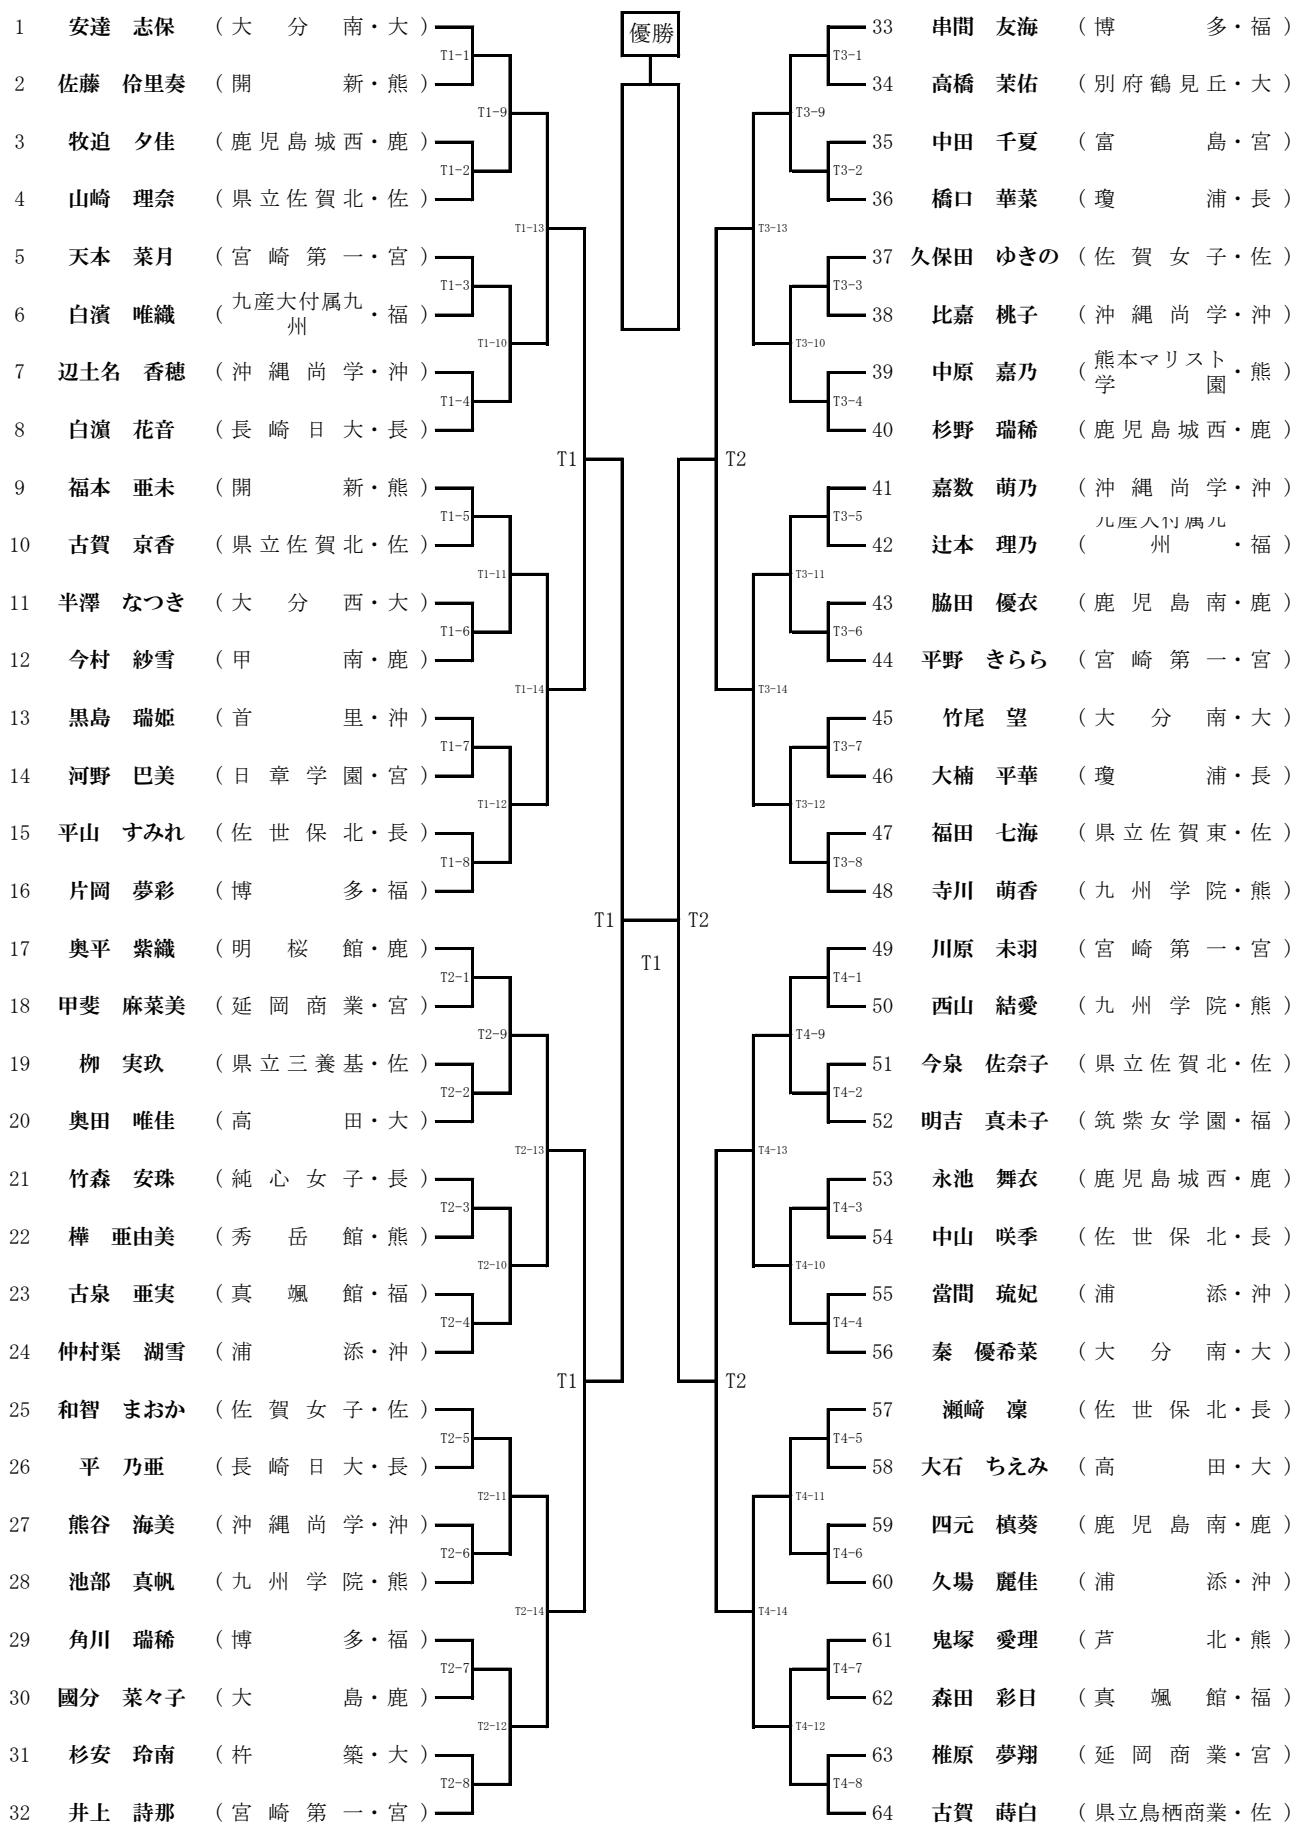 優勝
1 安達 志保 (大分南・大)
T1-1
2 佐藤 伶里奏 (開新・熊)
T1-9
3 牧迫 夕佳 (鹿児島城西・鹿)
T1-2
4 山崎 理奈 (県立佐賀北・佐)
T1-13
5 天本 菜月 (宮崎第一・宮)
T1-3
6 白濱 唯織 (九産大付属九州・福)
T1-10
7 辺土名 香穂 (沖縄尚学・沖)
T1-4
8 白濵 花音 (長崎日大・長)
T1
9 福本 亜未 (開新・熊)
T1-5
10 古賀 京香 (県立佐賀北・佐)
T1-11
11 半澤 なつき (大分西・大)
T1-6
12 今村 紗雪 (甲南・鹿)
T1-14
13 黒島 瑞姫 (首里・沖)
T1-7
14 河野 巴美 (日章学園・宮)
T1-12
15 平山 すみれ (佐世保北・長)
T1-8
16 片岡 夢彩 (博多・福)
T1
17 奥平 紫織 (明桜館・鹿)
T2-1
18 甲斐 麻菜美 (延岡商業・宮)
T2-9
19 栁 実玖 (県立三養基・佐)
T2-2
20 奥田 唯佳 (高田・大)
T2-13
21 竹森 安珠 (純心女子・長)
T2-3
22 樺 亜由美 (秀岳館・熊)
T2-10
23 古泉 亜実 (真颯館・福)
T2-4
24 仲村渠 湖雪 (浦添・沖)
T1
25 和智 まおか (佐賀女子・佐)
T2-5
26 平 乃亜 (長崎日大・長)
T2-11
27 熊谷 海美 (沖縄尚学・沖)
T2-6
28 池部 真帆 (九州学院・熊)
T2-14
29 角川 瑞稀 (博多・福)
T2-7
30 國分 菜々子 (大島・鹿)
T2-12
31 杉安 玲南 (杵築・大)
T2-8
32 井上 詩那 (宮崎第一・宮)
T1
33 串間 友海 (博多・福)
T3-1
34 高橋 茉佑 (別府鶴見丘・大)
T3-9
35 中田 千夏 (富島・宮)
T3-2
36 橋口 華菜 (瓊浦・長)
T3-13
37 久保田 ゆきの (佐賀女子・佐)
T3-3
38 比嘉 桃子 (沖縄尚学・沖)
T3-10
39 中原 嘉乃 (熊本マリスト学園・熊)
T3-4
40 杉野 瑞稀 (鹿児島城西・鹿)
T2
41 嘉数 萌乃 (沖縄尚学・沖)
T3-5
42 辻本 理乃 (九産大付属九州・福)
T3-11
43 脇田 優衣 (鹿児島南・鹿)
T3-6
44 平野 きらら (宮崎第一・宮)
T3-14
45 竹尾 望 (大分南・大)
T3-7
46 大楠 平華 (瓊浦・長)
T3-12
47 福田 七海 (県立佐賀東・佐)
T3-8
48 寺川 萌香 (九州学院・熊)
T2
49 川原 未羽 (宮崎第一・宮)
T4-1
50 西山 結愛 (九州学院・熊)
T4-9
51 今泉 佐奈子 (県立佐賀北・佐)
T4-2
52 明吉 真未子 (筑紫女学園・福)
T4-13
53 永池 舞衣 (鹿児島城西・鹿)
T4-3
54 中山 咲季 (佐世保北・長)
T4-10
55 當間 琉妃 (浦添・沖)
T4-4
56 秦 優希菜 (大分南・大)
T2
57 瀬﨑 凜 (佐世保北・長)
T4-5
58 大石 ちえみ (高田・大)
T4-11
59 四元 槙葵 (鹿児島南・鹿)
T4-6
60 久場 麗佳 (浦添・沖)
T4-14
61 鬼塚 愛理 (芦北・熊)
T4-7
62 森田 彩日 (真颯館・福)
T4-12
63 椎原 夢翔 (延岡商業・宮)
T4-8
64 古賀 蒔白 (県立鳥栖商業・佐)